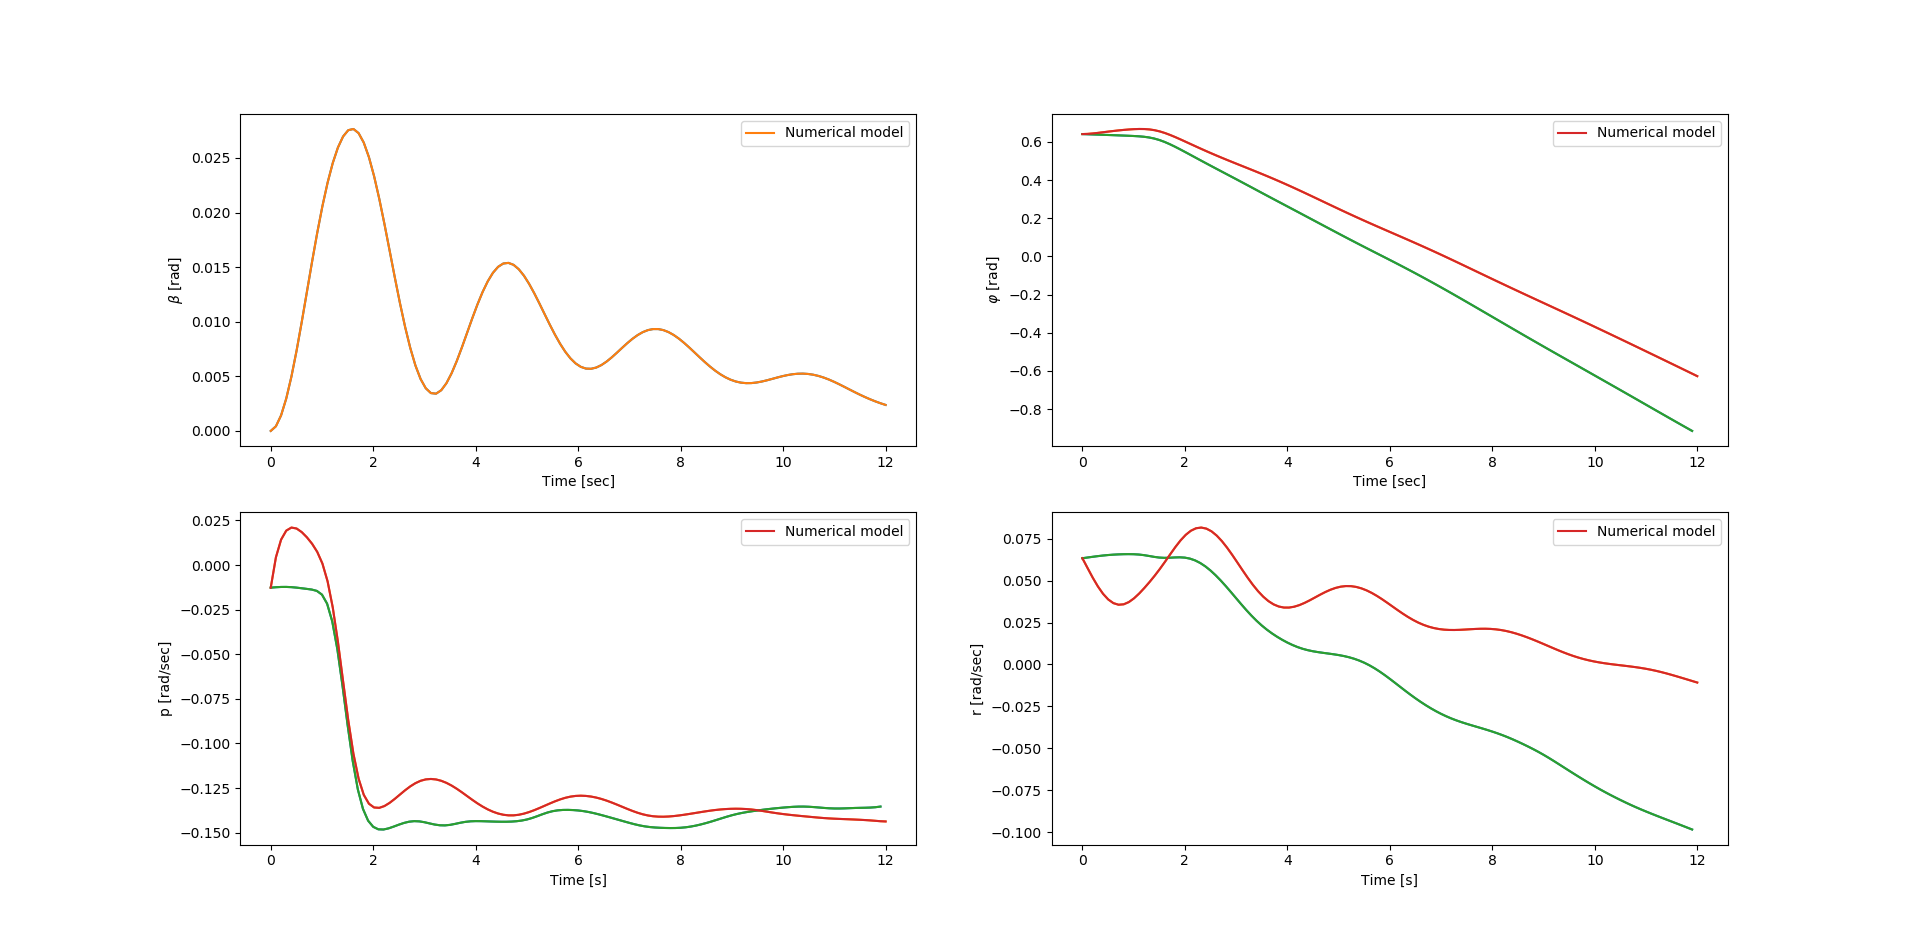 Numerical model
β [rad]
0.025
0.020
0.015
0.010
0.005
0.000
0 2 4 6 8 10 12
Time [sec]
Numerical model
φ [rad]
0.6
0.4
0.2
0.0
−0.2
−0.4
−0.6
−0.8
0 2 4 6 8 10 12
Time [sec]
Numerical model
p [rad/sec]
0.025
0.000
−0.025
−0.050
−0.075
−0.100
−0.125
−0.150
0 2 4 6 8 10 12
Time [s]
Numerical model
r [rad/sec]
0.075
0.050
0.025
0.000
−0.025
−0.050
−0.075
−0.100
0 2 4 6 8 10 12
Time [s]